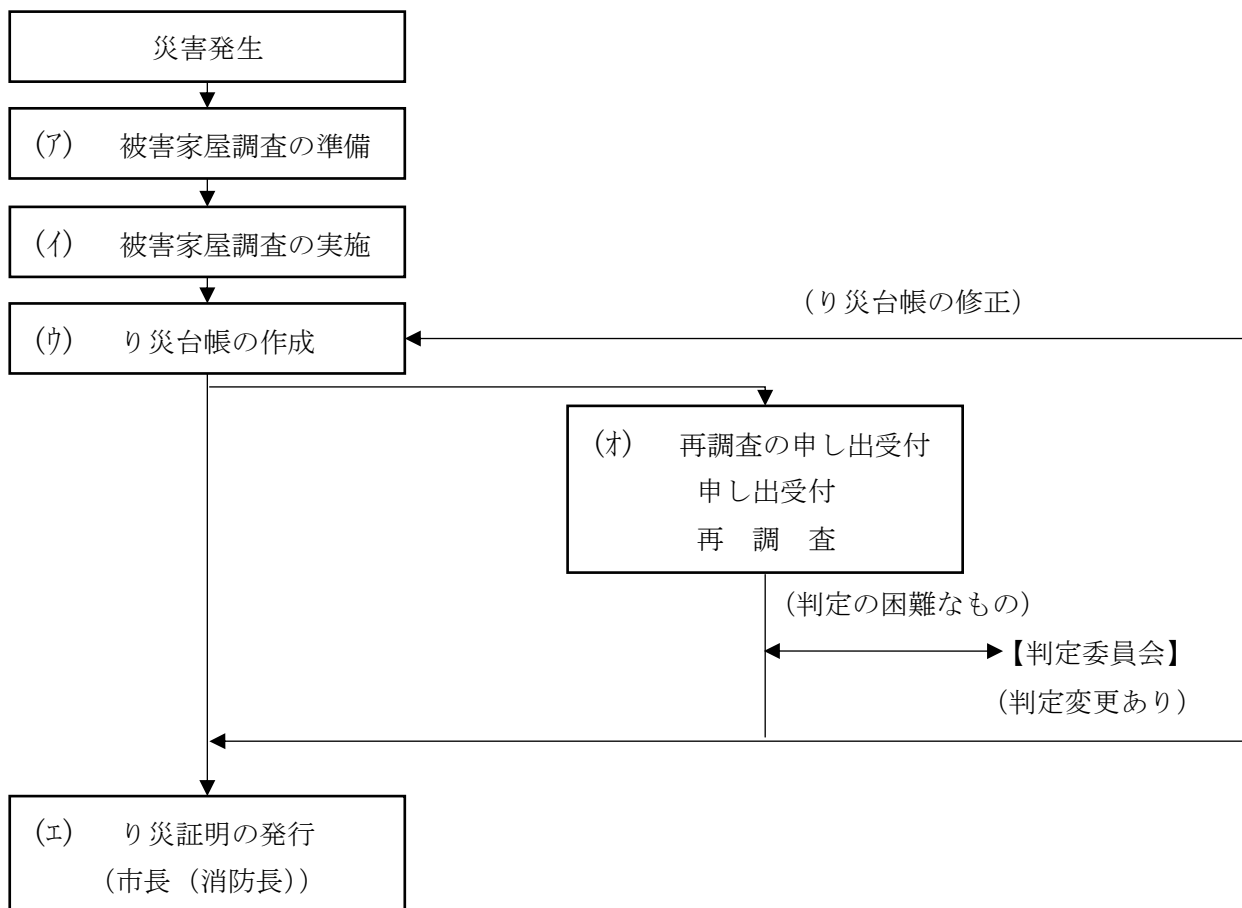 災害発生
(ア) 被害家屋調査の準備
(イ) 被害家屋調査の実施
(り災台帳の修正)
(ウ) り災台帳の作成
(オ) 再調査の申し出受付
申し出受付
再 調 査
(判定の困難なもの)
【判定委員会】
(判定変更あり)
(エ) り災証明の発行
(市長(消防長))